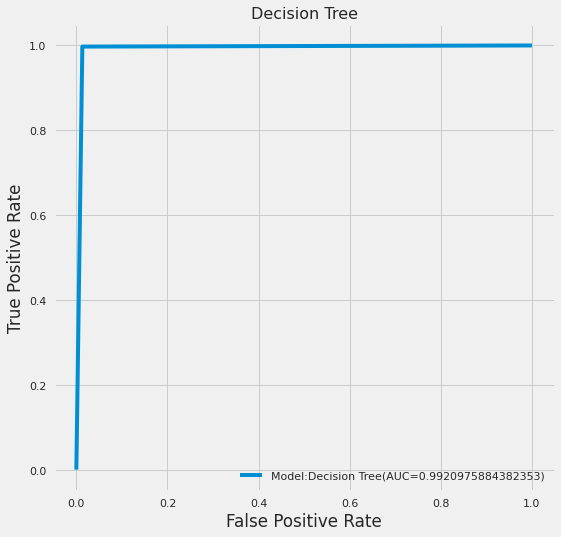 Decision Tree
1.0
0.8
0.6
0.4
0.2
0.0
True Positive Rate
Model:Decision Tree(AUC=0.9920975884382353)
0.0 0.2 0.4 0.6 0.8 1.0
False Positive Rate